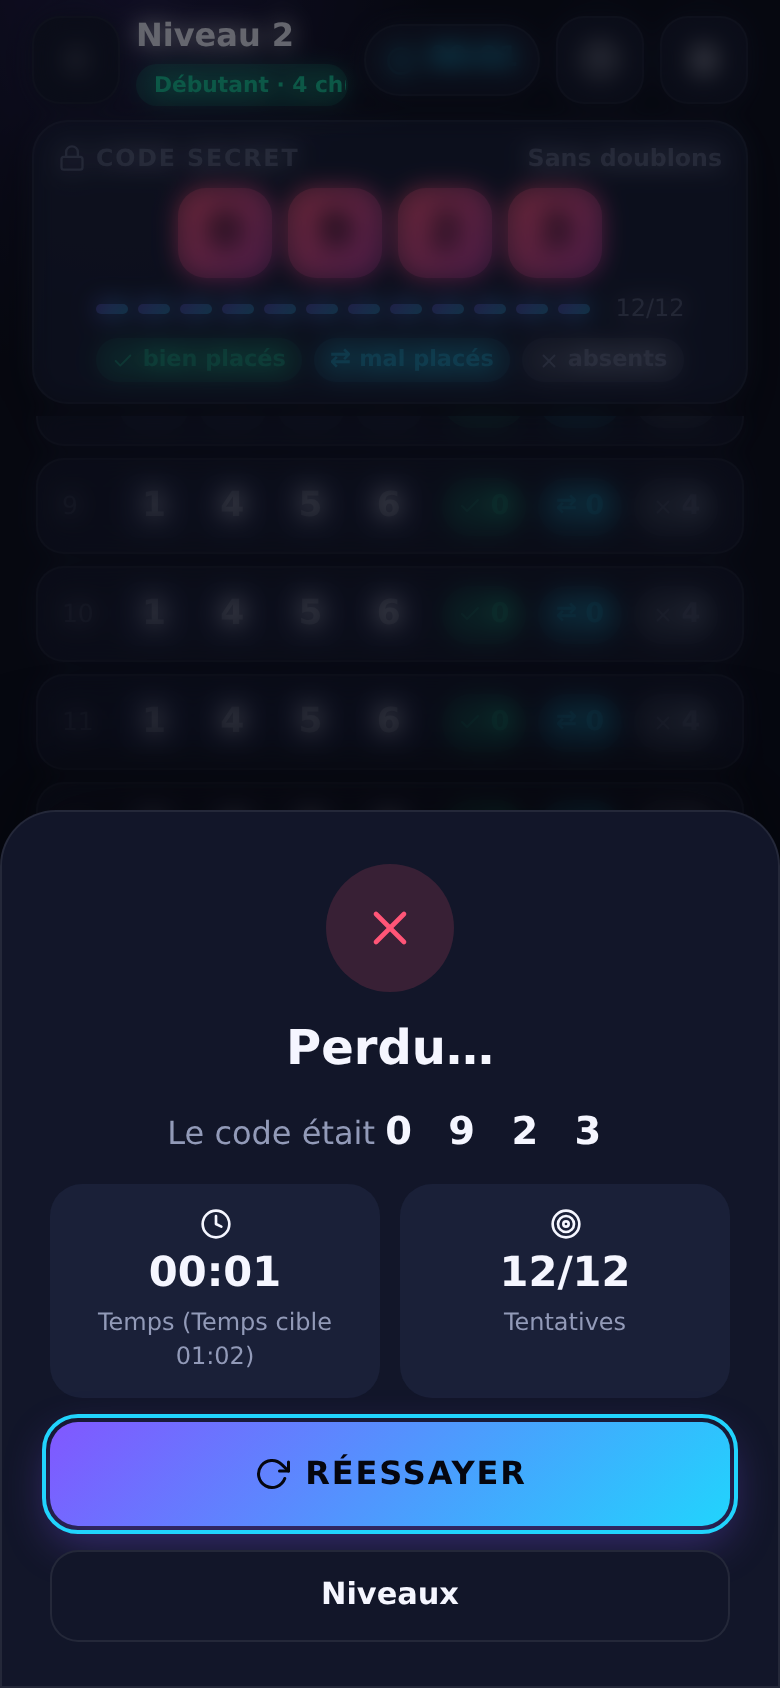 Niveau 2
Débutant · 4 ch
CODE SECRET Sans doublons
12/12
✓ bien placés ⇄ mal placés × absents
9 1 4 5 6 ✓ 0 ⇄ 0 × 4
10 1 4 5 6 ✓ 0 ⇄ 0 × 4
11 1 4 5 6 ✓ 0 ⇄ 0 × 4
Perdu...
Le code était 0 9 2 3
00:01
Temps (Temps cible
01:02)
12/12
Tentatives
RÉESSAYER
Niveaux